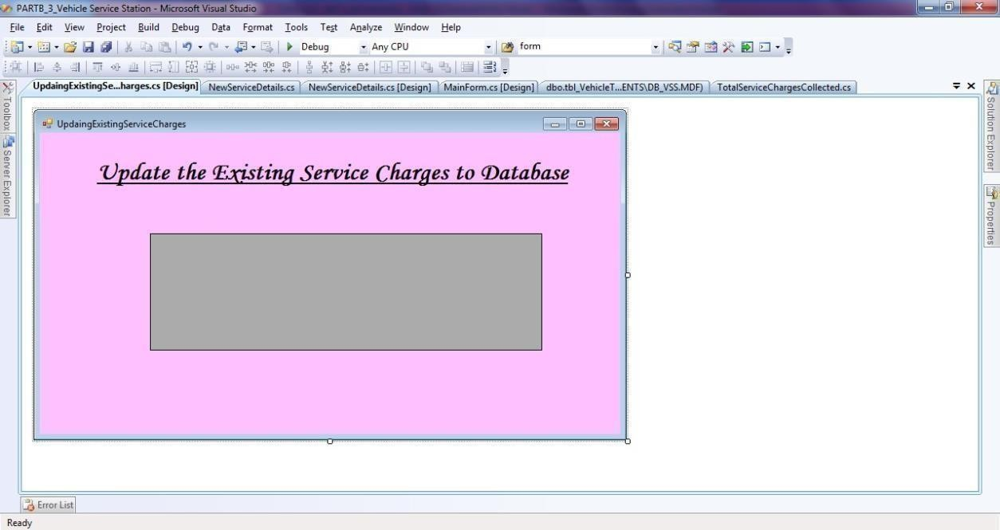 PARTB_3_Vehicle Service Station - Microsoft Visual Studio
File Edit View Project Build Debug Data Format Tools Test Analyze Window Help
Debug Any CPU form
UpdaingExistingSe...harges.cs [Design] NewServiceDetails.cs NewServiceDetails.cs [Design] MainForm.cs [Design] dbo.tbl_VehicleT...ENTS\DB_VSS.MDF) TotalServiceChargesCollected.cs
Toolbox
Server Explorer
UpdaingExistingServiceCharges
Update the Existing Service Charges to Database
Solution Explorer
Properties
Error List
Ready